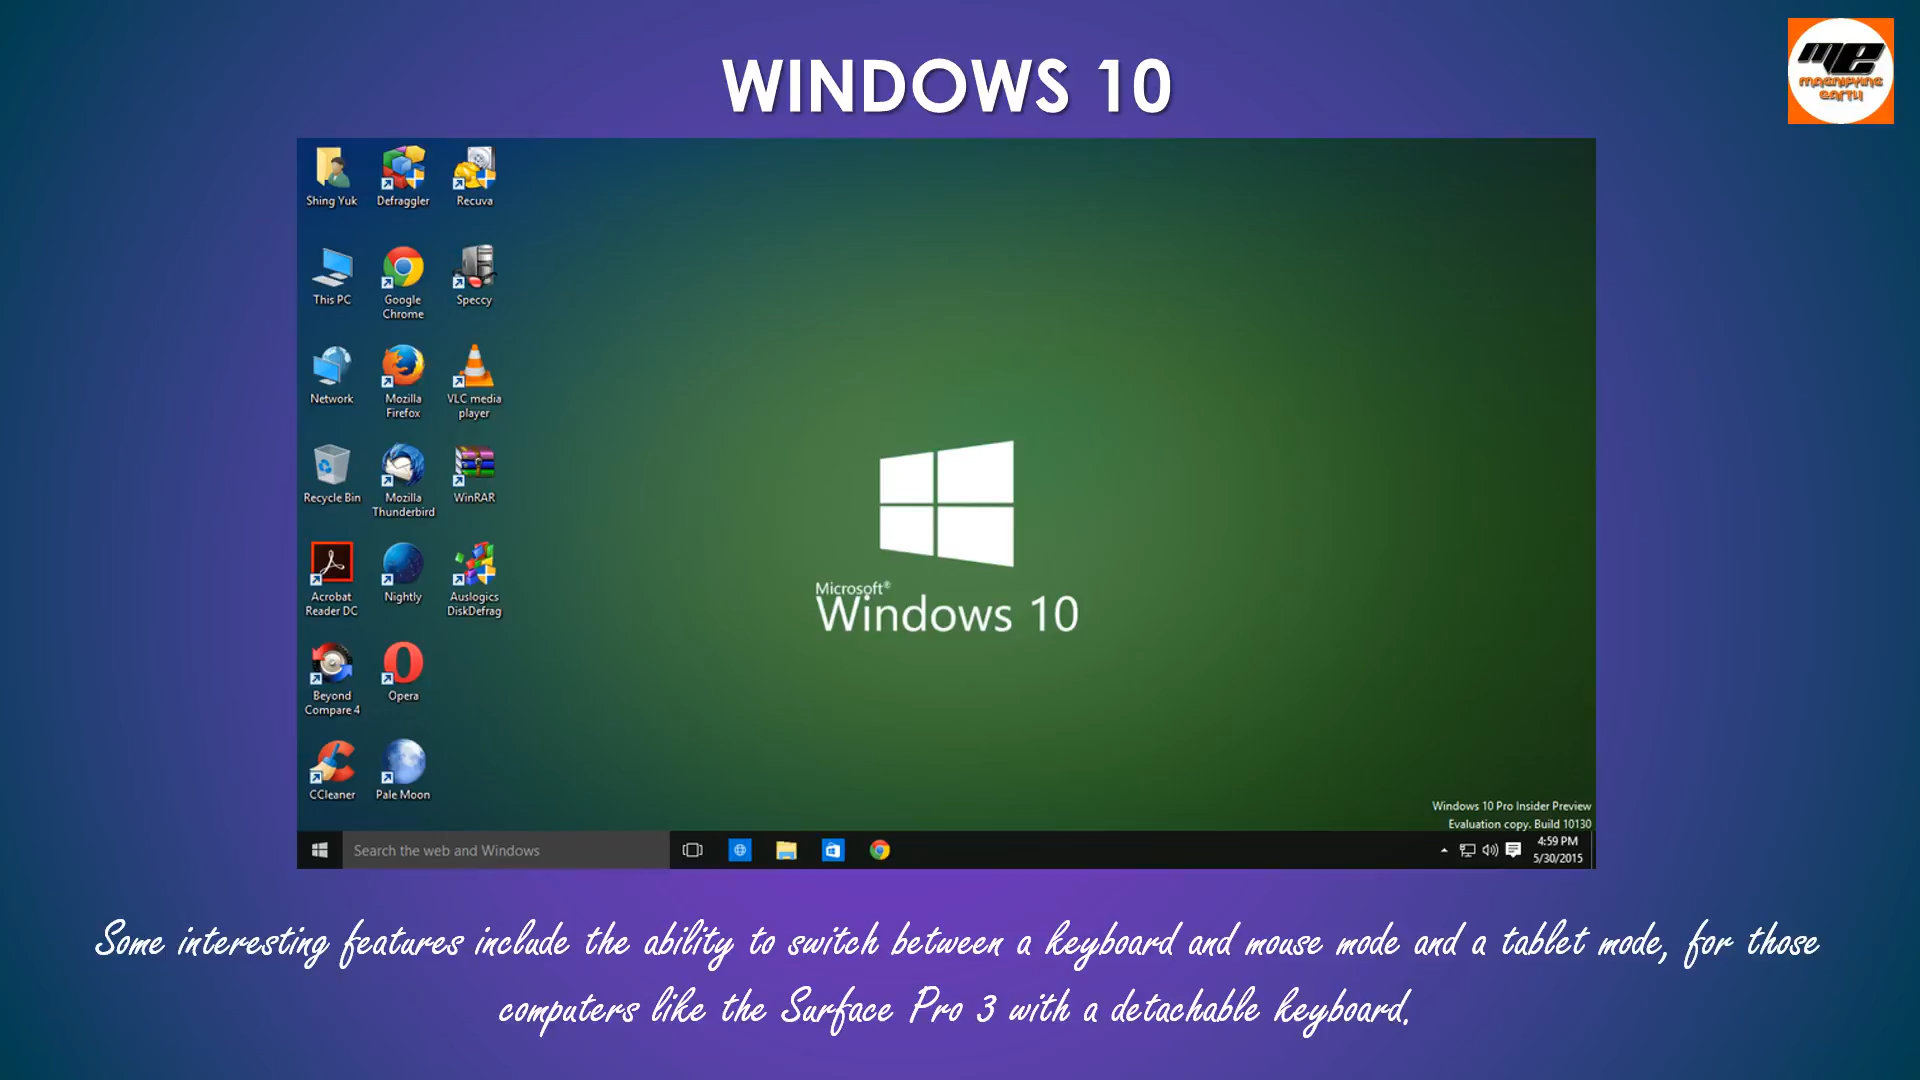 WINDOWS 10
me
MAGNIFYING
EARTH
Shing Yuk
Defraggler
Recuva
This PC
Google
Chrome
Speccy
Network
Mozilla
Firefox
VLC media
player
Recycle Bin
Mozilla
Thunderbird
WinRAR
Acrobat
Reader DC
Nightly
Auslogics
DiskDefrag
Beyond
Compare 4
Opera
CCleaner
Pale Moon
Microsoft®
Windows 10
Windows 10 Pro Insider Preview
Evaluation copy. Build 10130
Search the web and Windows
4:59 PM
5/30/2015
Some interesting features include the ability to switch between a keyboard and mouse mode and a tablet mode, for those
computers like the Surface Pro 3 with a detachable keyboard.